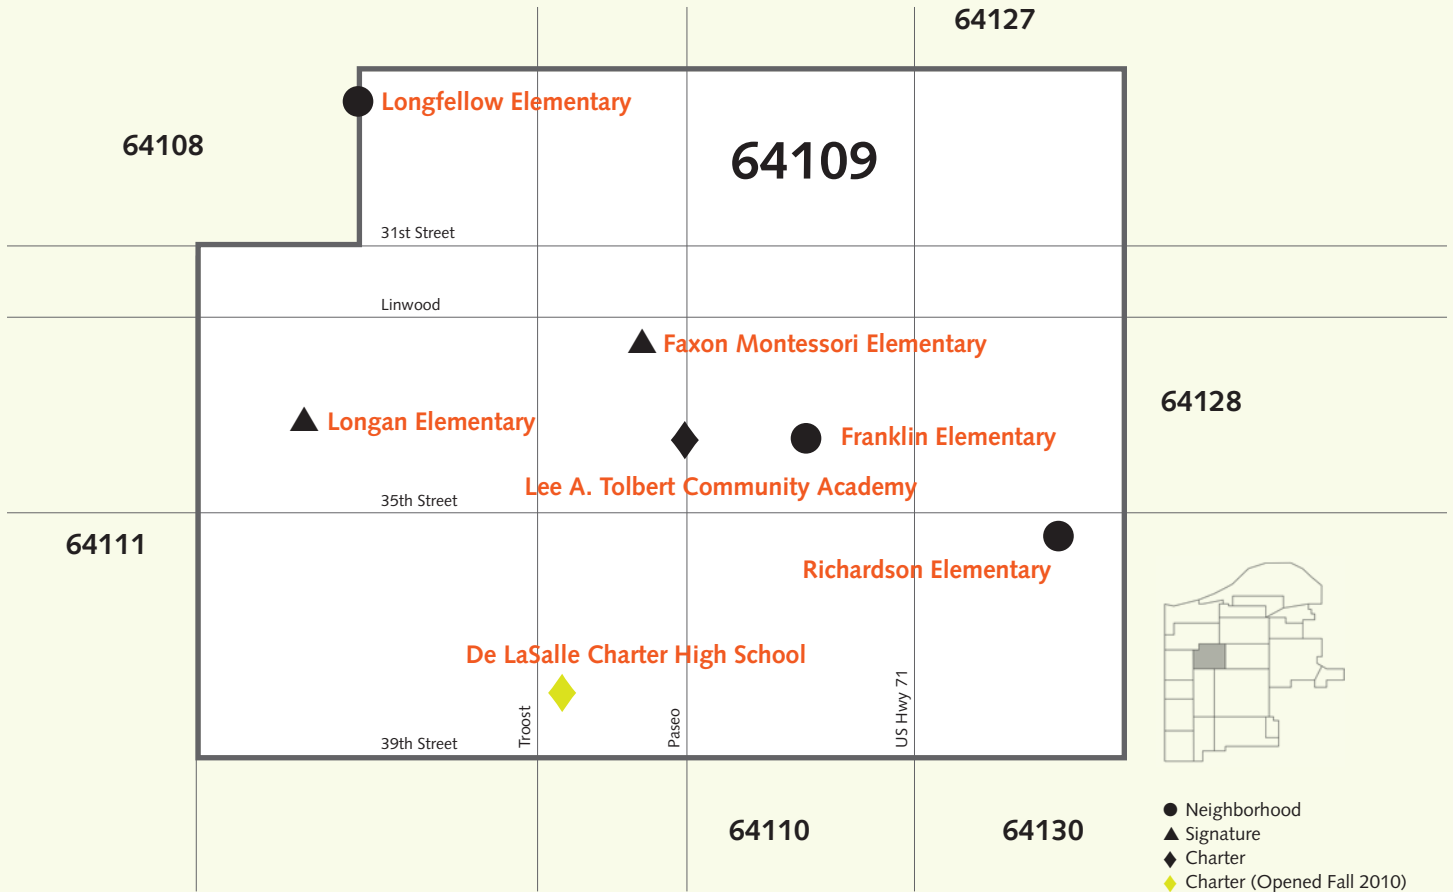 64127
Longfellow Elementary
64108
64109
31st Street
Linwood
Faxon Montessori Elementary
64128
Longan Elementary
Franklin Elementary
Lee A. Tolbert Community Academy
35th Street
64111
Richardson Elementary
De LaSalle Charter High School
Troost
Paseo
US Hwy 71
39th Street
64110
64130
Neighborhood
Signature
Charter
Charter (Opened Fall 2010)